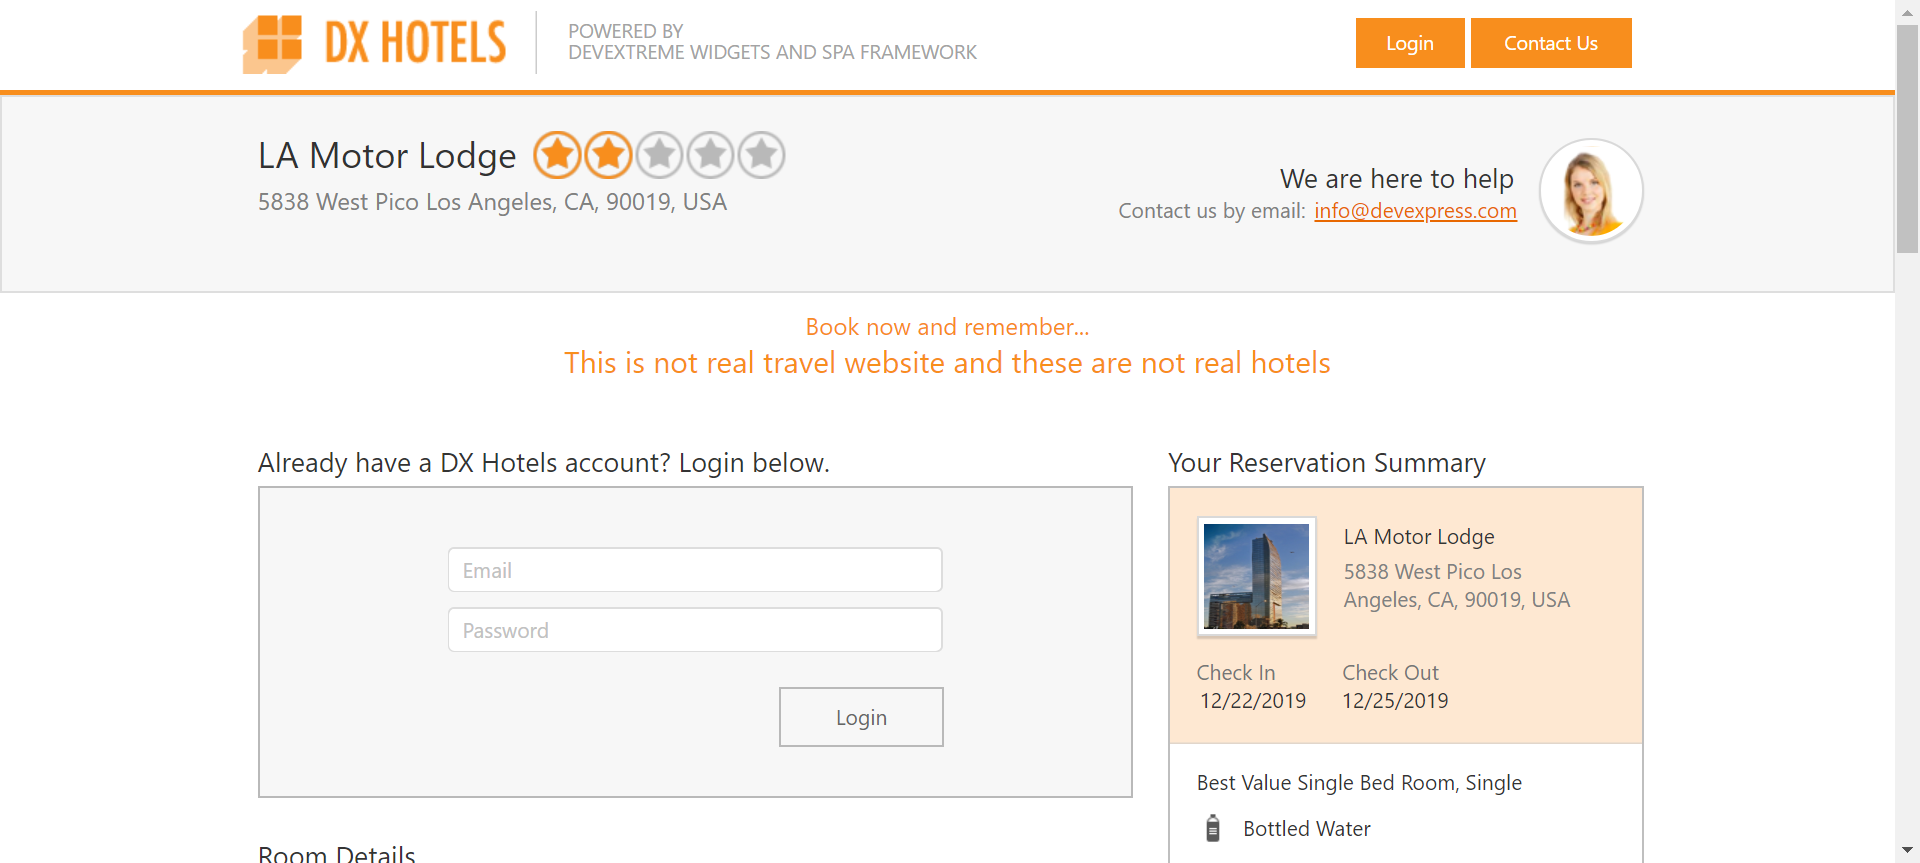 DX HOTELS
POWERED BY
DEVEXTREME WIDGETS AND SPA FRAMEWORK
Login
Contact Us
LA Motor Lodge
5838 West Pico Los Angeles, CA, 90019, USA
We are here to help
Contact us by email: info@devexpress.com
Book now and remember...
This is not real travel website and these are not real hotels
Already have a DX Hotels account? Login below.
Email
Password
Login
Room Details
Your Reservation Summary
LA Motor Lodge
5838 West Pico Los
Angeles, CA, 90019, USA
Check In
12/22/2019
Check Out
12/25/2019
Best Value Single Bed Room, Single
Bottled Water